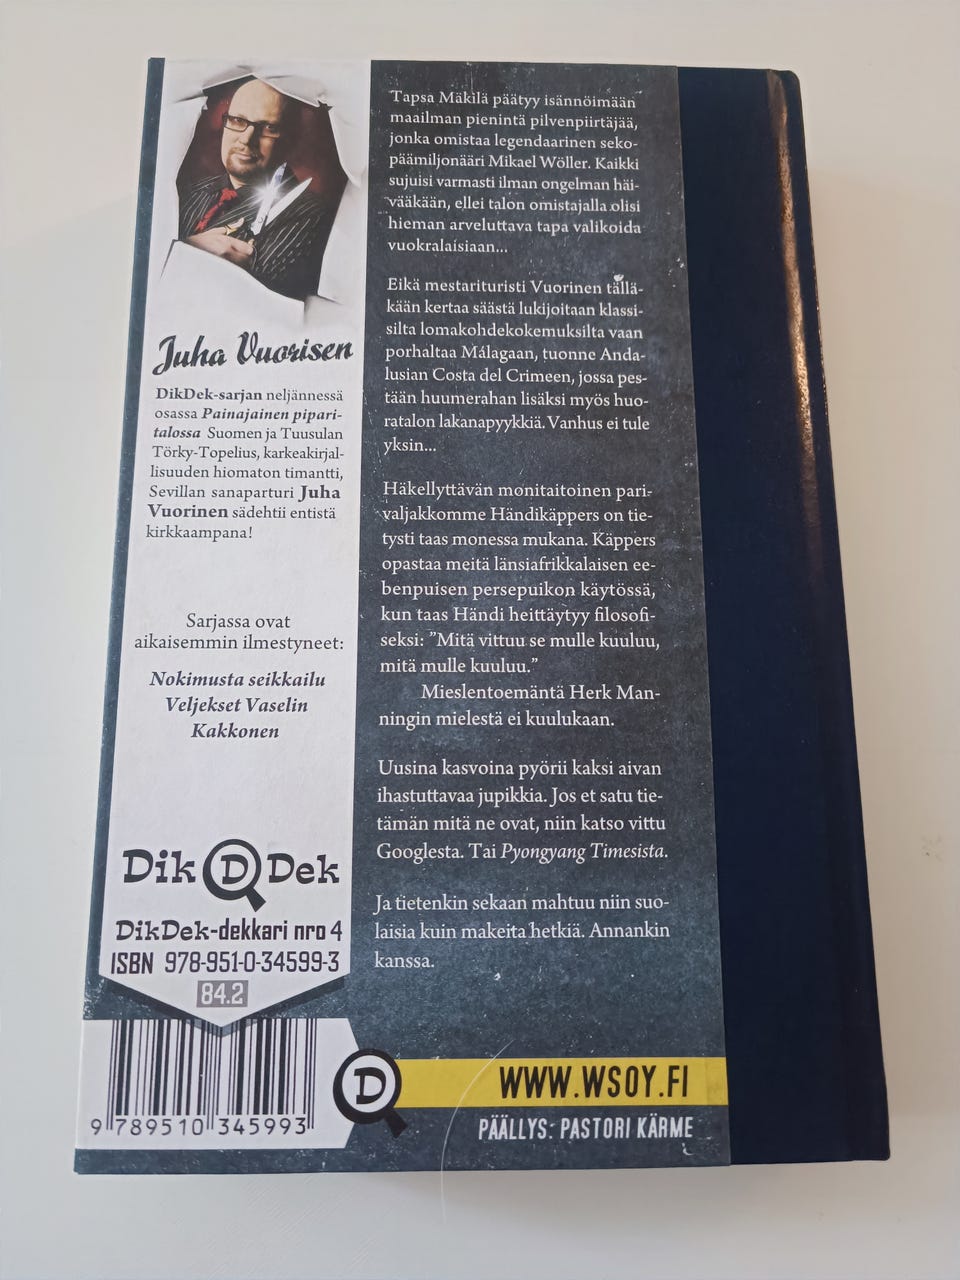 Juha Vuorisen
DikDek-sarjan neljännessä
osassa Painajainen pipari-
talossa Suomen ja Tuusulan
Törky-Topelius, karkeakirjal-
lisuuden hiomaton timantti,
Sevillan sanaparturi Juha
Vuorinen sädehtii entistä
kirkkaampana!
Sarjassa ovat
aikaisemmin ilmestyneet:
Nokimusta seikkailu
Veljekset Vaselin
Kakkonen
Dik D Dek
DikDek-dekkari nro 4
ISBN 978-951-0-34599-3
84.2
9 789510 345993
Tapsa Mäkilä päätyy isännöimään
maailman pienintä pilvenpiirtäjää,
jonka omistaa legendaarinen seko-
päämiljonääri Mikael Wöller. Kaikki
sujuisi varmasti ilman ongelman häi-
vääkään, ellei talon omistajalla olisi
hieman arveluttava tapa valikoida
vuokralaisiaan...
Eikä mestarituristi Vuorinen tällä-
kään kertaa säästä lukijoitaan klassi-
silta lomakohdekokemuksilta vaan
porhaltaa Málagaan, tuonne Anda-
lusian Costa del Crimeen, jossa pes-
tään huumerahan lisäksi myös huo-
ratalon lakanapyykkiä. Vanhus ei tule
yksin...
Häkellyttävän monitaitoinen pari-
valjakkomme Händikäppers on tie-
tysti taas monessa mukana. Käppers
opastaa meitä länsiafrikkalaisen ee-
benpuisen persepuikon käytössä,
kun taas Händi heittäytyy filosofi-
seksi: ”Mitä vittuu se mulle kuuluu,
mitä mulle kuuluu.”
Mieslentoemäntä Herk Man-
ningin mielestä ei kuulukaan.
Uusina kasvoina pyörii kaksi aivan
ihastuttavaa jupikkia. Jos et satu tie-
tämän mitä ne ovat, niin katso vittu
Googlesta. Tai Pyongyang Timesista.
Ja tietenkin sekaan mahtuu niin suo-
laisia kuin makeita hetkiä. Annankin
kanssa.
D
WWW.WSOY.FI
PÄÄLLYS: PASTORI KÄRME